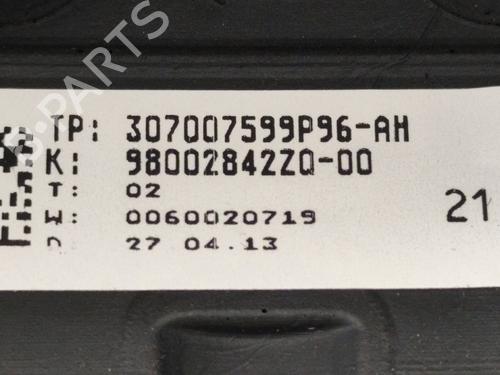 TP: 307007599P96-AH
K: 98002842ZQ-00
T: 02
W: 0060020719
D 27 04.13
21
PARTS